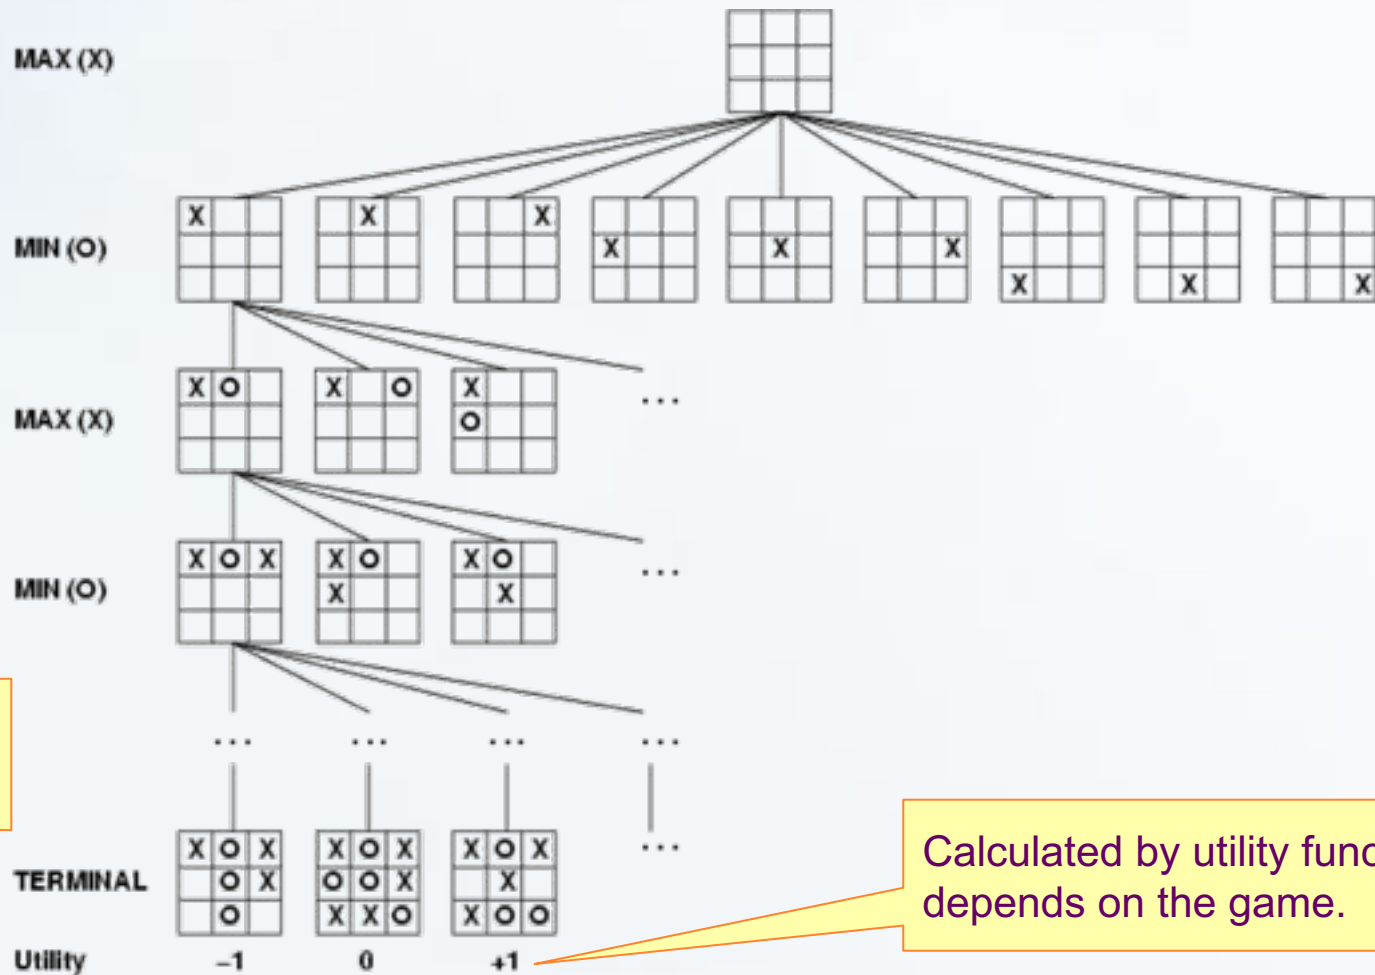 MAX (X)
X X X X X X X X X
MIN (O)
X O X O X
MAX (X) O ...
X O X X O X O
MIN (O) X X ...
... ... ... ...
X O X X O X X O X ...
TERMINAL O X O O X X
O X X O X O O
Utility -1 0 +1
Calculated by utility func
depends on the game.